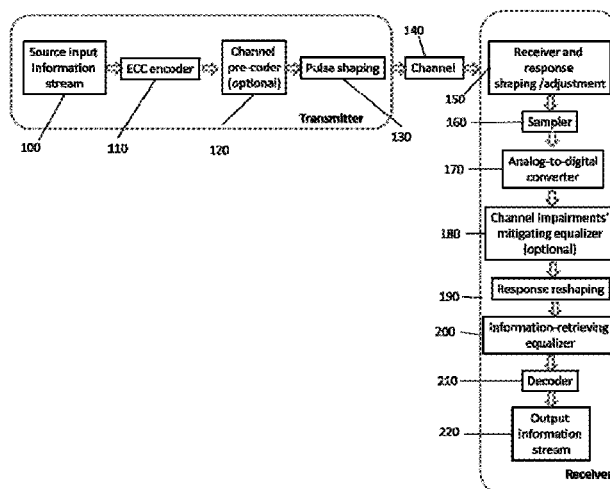 Source input
information
stream
ECC encoder
Channel
pre-coder
(optional)
Pulse shaping
Transmitter
Channel
100
110
120
130
140
Receiver and
response
shaping /adjustment
150
160
Sampler
170
Analog-to-digital
converter
180
Channel impairments'
mitigating equalizer
(optional)
190
Response reshaping
200
Information-retrieving
equalizer
210
Decoder
220
Output
information
stream
Receiver